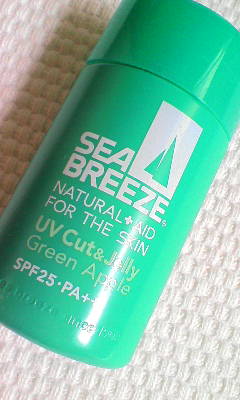 SEA
BREEZE®
NATURAL+AID
FOR THE SKIN
UV Cut&Jelly
Green Apple
SPF25・PA++